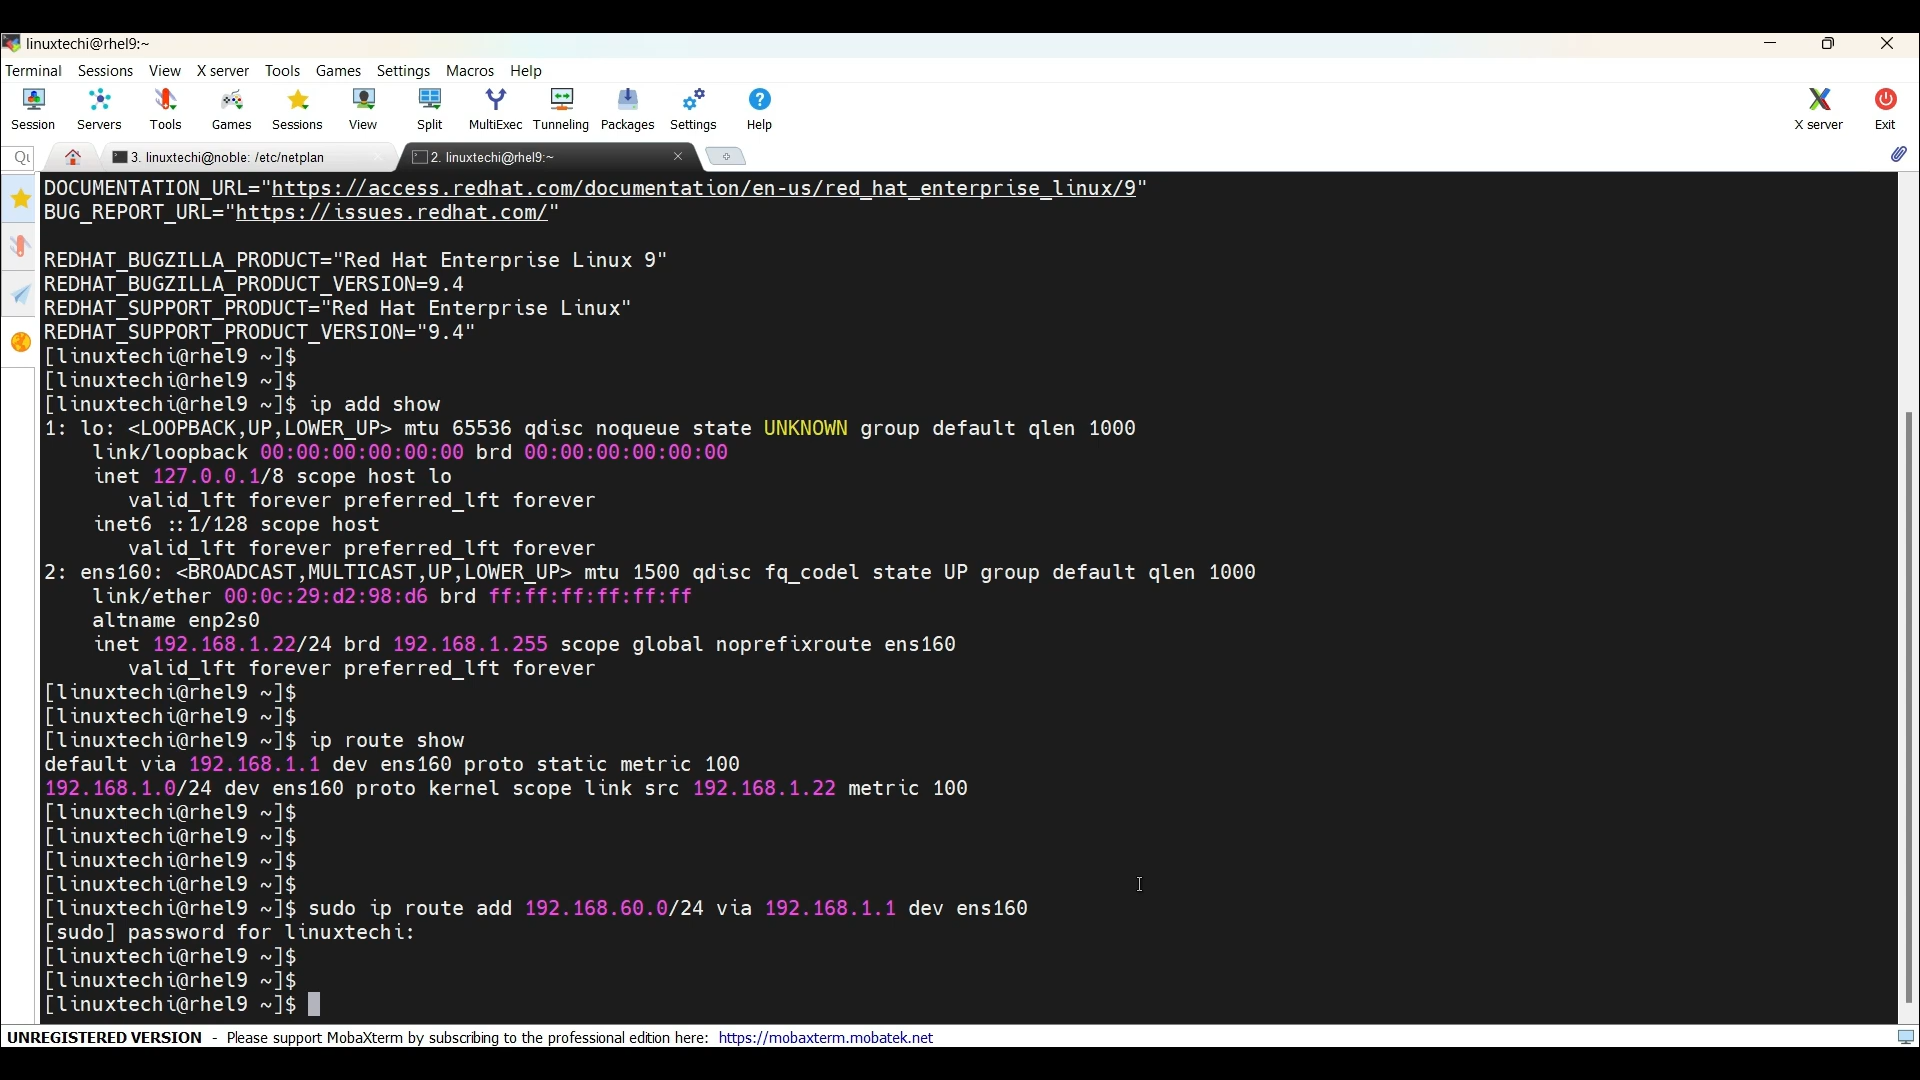 linuxtechi@rhel9:~
Terminal Sessions View X server Tools Games Settings Macros Help
Session Servers Tools Games Sessions View Split MultiExec Tunneling Packages Settings Help X server Exit
3. linuxtechi@noble: /etc/netplan 2. linuxtechi@rhel9:~
DOCUMENTATION_URL="https://access.redhat.com/documentation/en-us/red_hat_enterprise_linux/9"
BUG_REPORT_URL="https://issues.redhat.com/"
REDHAT_BUGZILLA_PRODUCT="Red Hat Enterprise Linux 9"
REDHAT_BUGZILLA_PRODUCT_VERSION=9.4
REDHAT_SUPPORT_PRODUCT="Red Hat Enterprise Linux"
REDHAT_SUPPORT_PRODUCT_VERSION="9.4"
[linuxtechi@rhel9 ~]$
[linuxtechi@rhel9 ~]$
[linuxtechi@rhel9 ~]$ ip add show
1: lo: <LOOPBACK,UP,LOWER_UP> mtu 65536 qdisc noqueue state UNKNOWN group default qlen 1000
link/loopback 00:00:00:00:00:00 brd 00:00:00:00:00:00
inet 127.0.0.1/8 scope host lo
valid_lft forever preferred_lft forever
inet6 ::1/128 scope host
valid_lft forever preferred_lft forever
2: ens160: <BROADCAST,MULTICAST,UP,LOWER_UP> mtu 1500 qdisc fq_codel state UP group default qlen 1000
link/ether 00:0c:29:d2:98:d6 brd ff:ff:ff:ff:ff:ff
altname enp2s0
inet 192.168.1.22/24 brd 192.168.1.255 scope global noprefixroute ens160
valid_lft forever preferred_lft forever
[linuxtechi@rhel9 ~]$
[linuxtechi@rhel9 ~]$
[linuxtechi@rhel9 ~]$ ip route show
default via 192.168.1.1 dev ens160 proto static metric 100
192.168.1.0/24 dev ens160 proto kernel scope link src 192.168.1.22 metric 100
[linuxtechi@rhel9 ~]$
[linuxtechi@rhel9 ~]$
[linuxtechi@rhel9 ~]$
[linuxtechi@rhel9 ~]$
[linuxtechi@rhel9 ~]$ sudo ip route add 192.168.60.0/24 via 192.168.1.1 dev ens160
[sudo] password for linuxtechi:
[linuxtechi@rhel9 ~]$
[linuxtechi@rhel9 ~]$
[linuxtechi@rhel9 ~]$
UNREGISTERED VERSION - Please support MobaXterm by subscribing to the professional edition here: https://mobaxterm.mobatek.net